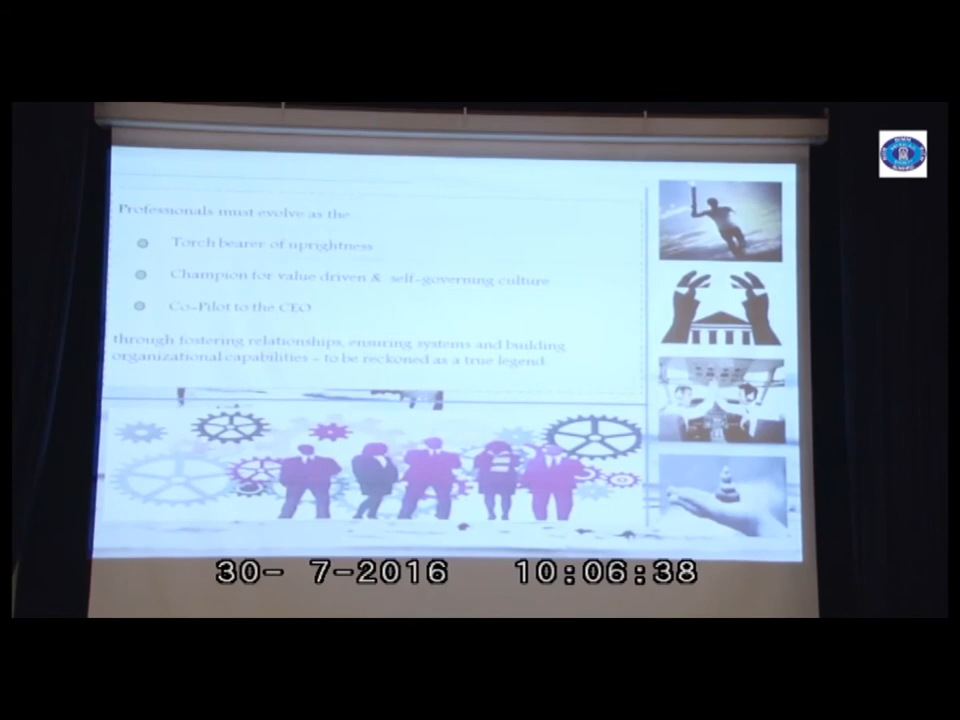 Professionals must evolve as the
Torch bearer of uprightness
Champion for value driven & self-governing culture
Co-Pilot to the CEO
through fostering relationships, ensuring systems and building
organizational capabilities – to be reckoned as a true legend.
30- 7-2016 10:06:38